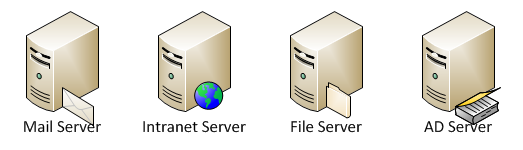 Mail Server
Intranet Server
File Server
AD Server